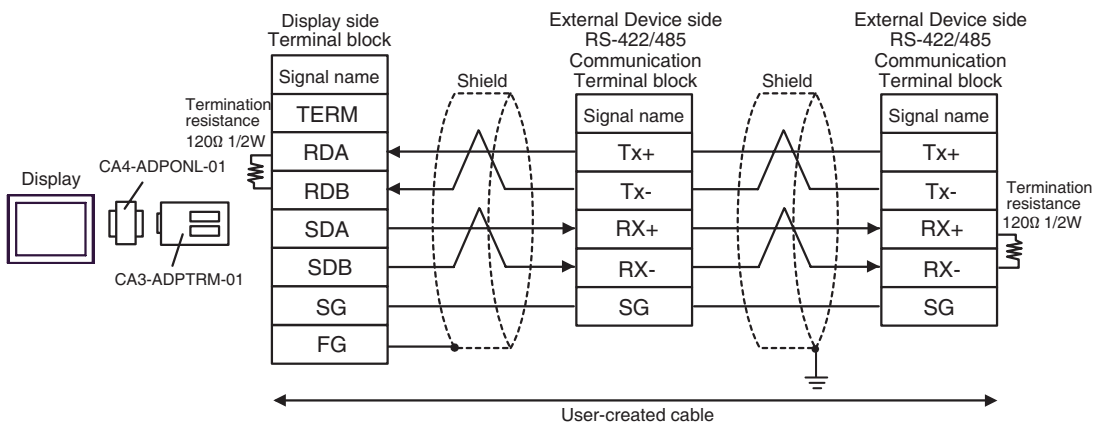 Display side
Terminal block
External Device side
RS-422/485
Communication
Terminal block
External Device side
RS-422/485
Communication
Terminal block
Signal name
TERM
RDA
RDB
SDA
SDB
SG
FG
Shield
Signal name
Tx+
Tx-
RX+
RX-
SG
Shield
Signal name
Tx+
Tx-
RX+
RX-
SG
Termination
resistance
120Ω 1/2W
CA4-ADPONL-01
Display
CA3-ADPTRM-01
Termination
resistance
120Ω 1/2W
User-created cable